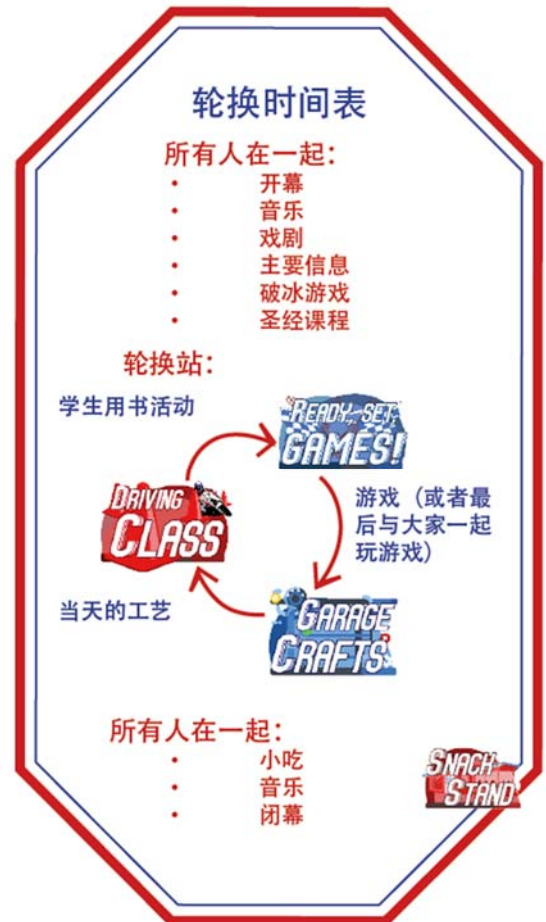 轮换时间表
所有人在一起：
• 开幕
• 音乐
• 戏剧
• 主要信息
• 破冰游戏
• 圣经课程
轮换站：
学生用书活动
READY, SET,
GAMES!
DRIVING
CLASS
游戏（或者最
后与大家一起
玩游戏）
当天的工艺
GARAGE
CRAFTS
所有人在一起：
• 小吃
• 音乐
• 闭幕
SNACK
STAND